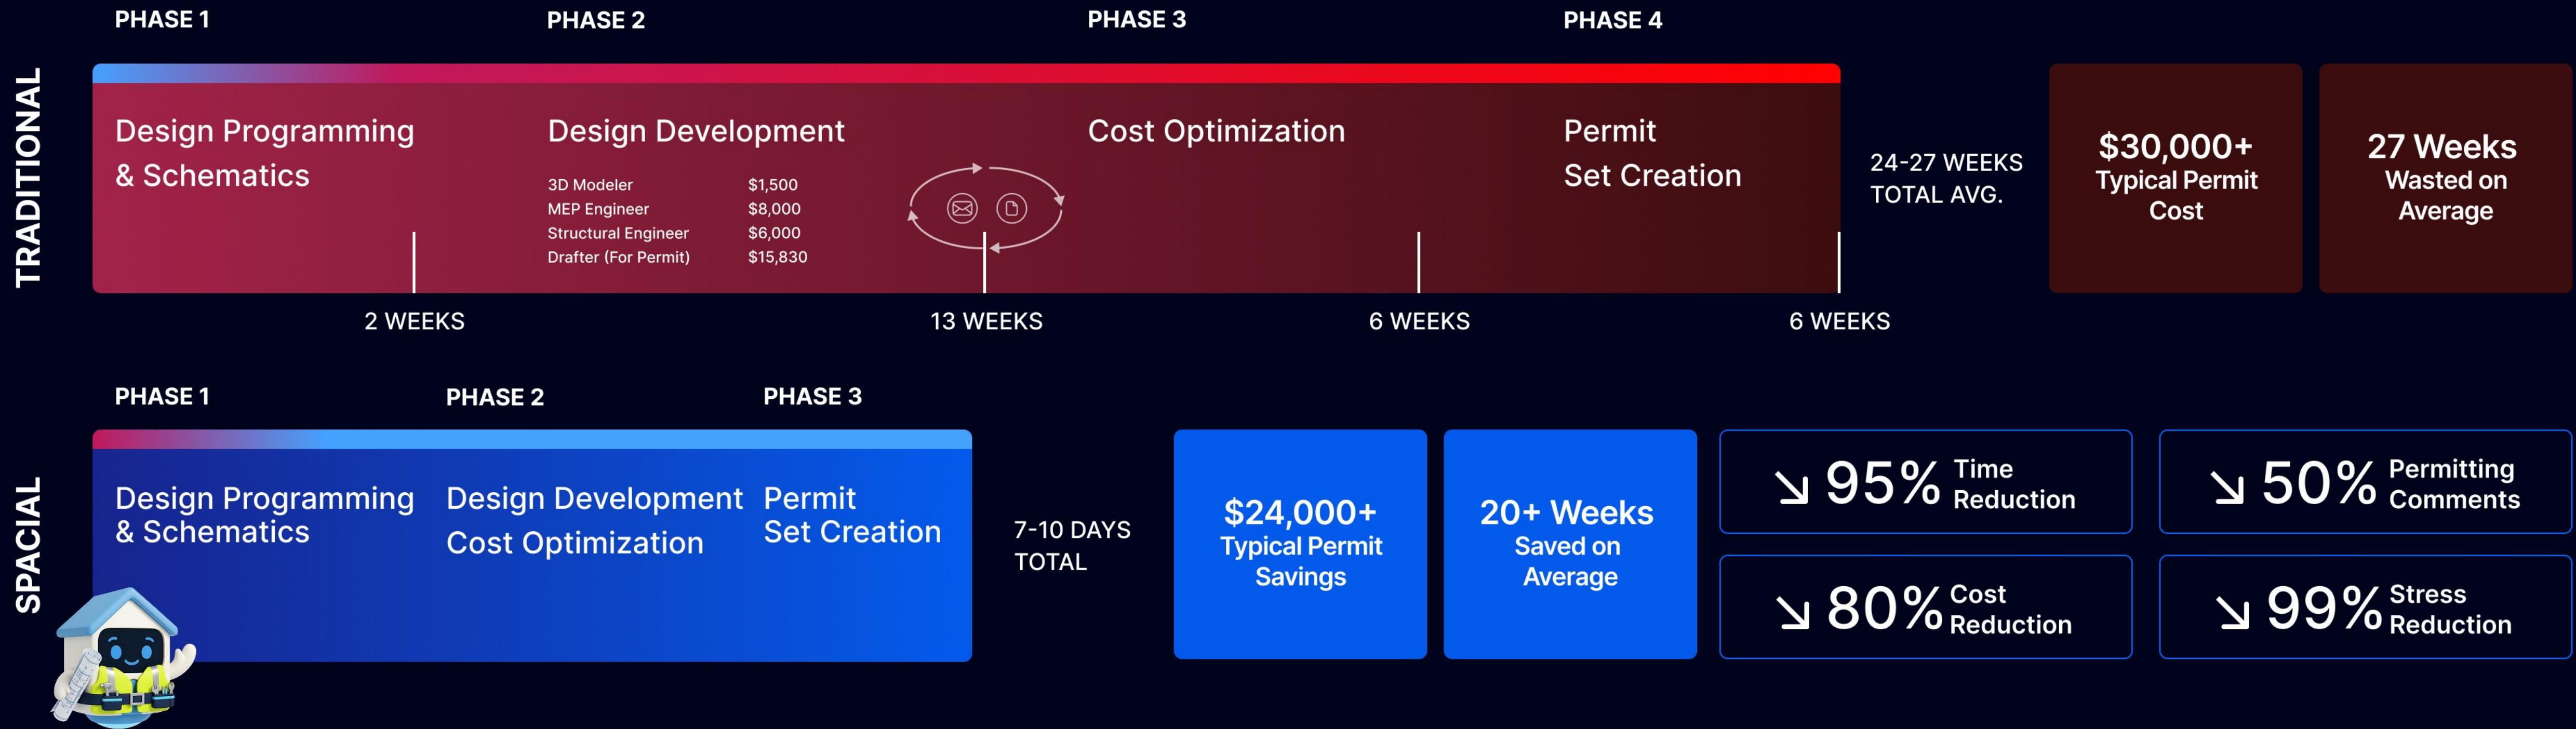 PHASE 1
PHASE 2
PHASE 3
PHASE 4
TRADITIONAL
Design Programming
& Schematics
Design Development
3D Modeler $1,500
MEP Engineer $8,000
Structural Engineer $6,000
Drafter (For Permit) $15,830
Cost Optimization
Permit
Set Creation
24-27 WEEKS
TOTAL AVG.
$30,000+
Typical Permit
Cost
27 Weeks
Wasted on
Average
2 WEEKS
13 WEEKS
6 WEEKS
6 WEEKS
PHASE 1
PHASE 2
PHASE 3
SPACIAL
Design Programming
& Schematics
Design Development
Cost Optimization
Permit
Set Creation
7-10 DAYS
TOTAL
$24,000+
Typical Permit
Savings
20+ Weeks
Saved on
Average
95% Time
Reduction
50% Permitting
Comments
80% Cost
Reduction
99% Stress
Reduction